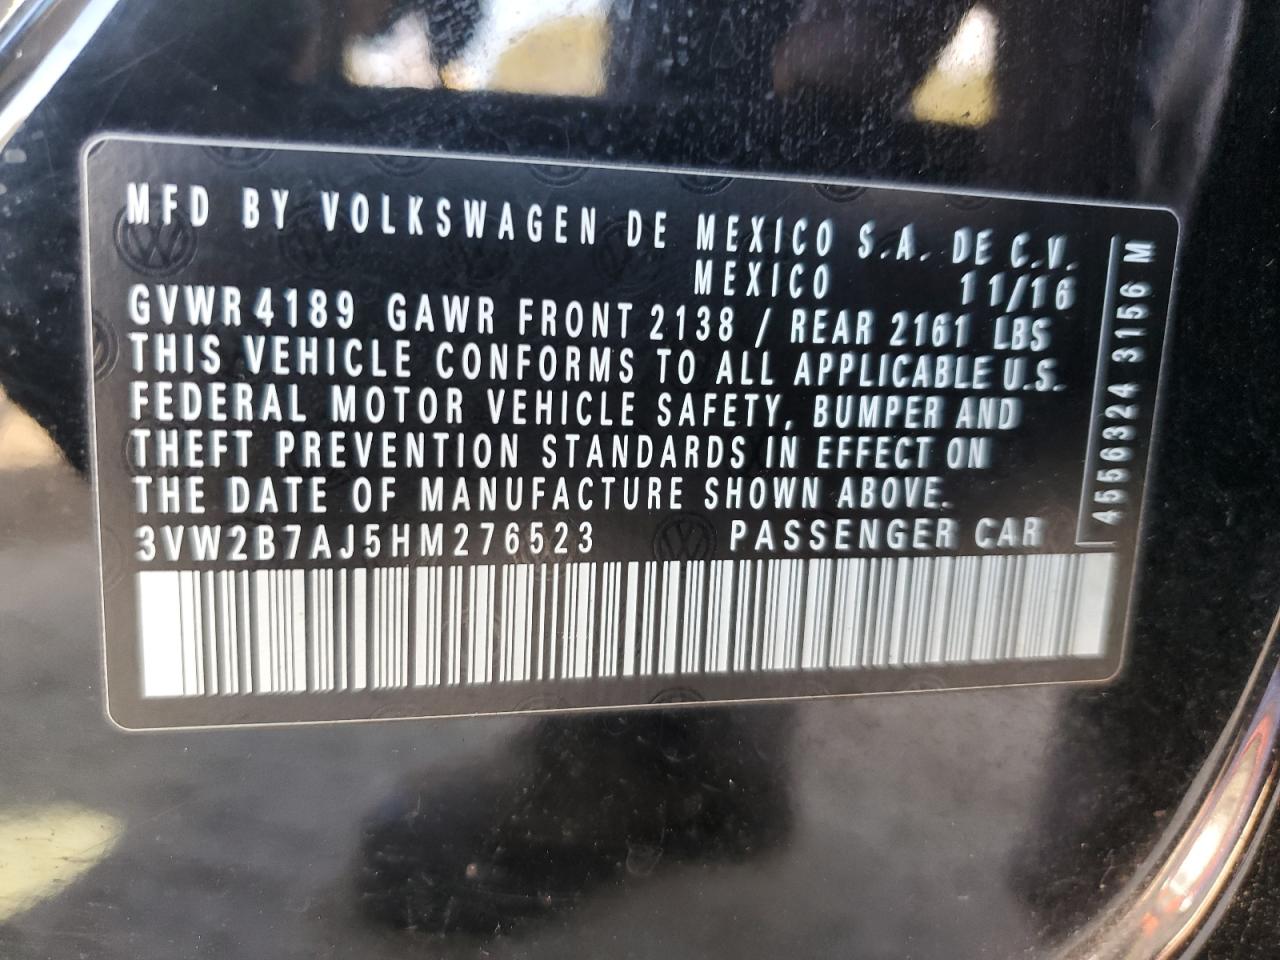 MFD BY VOLKSWAGEN DE MEXICO S.A. DE C.V.
MEXICO 11/16
GVWR 4189 GAWR FRONT 2138 / REAR 2161 LBS
THIS VEHICLE CONFORMS TO ALL APPLICABLE U.S.
FEDERAL MOTOR VEHICLE SAFETY, BUMPER AND
THEFT PREVENTION STANDARDS IN EFFECT ON
THE DATE OF MANUFACTURE SHOWN ABOVE.
3VW2B7AJ5HM276523 PASSENGER CAR
4556324 3156 M